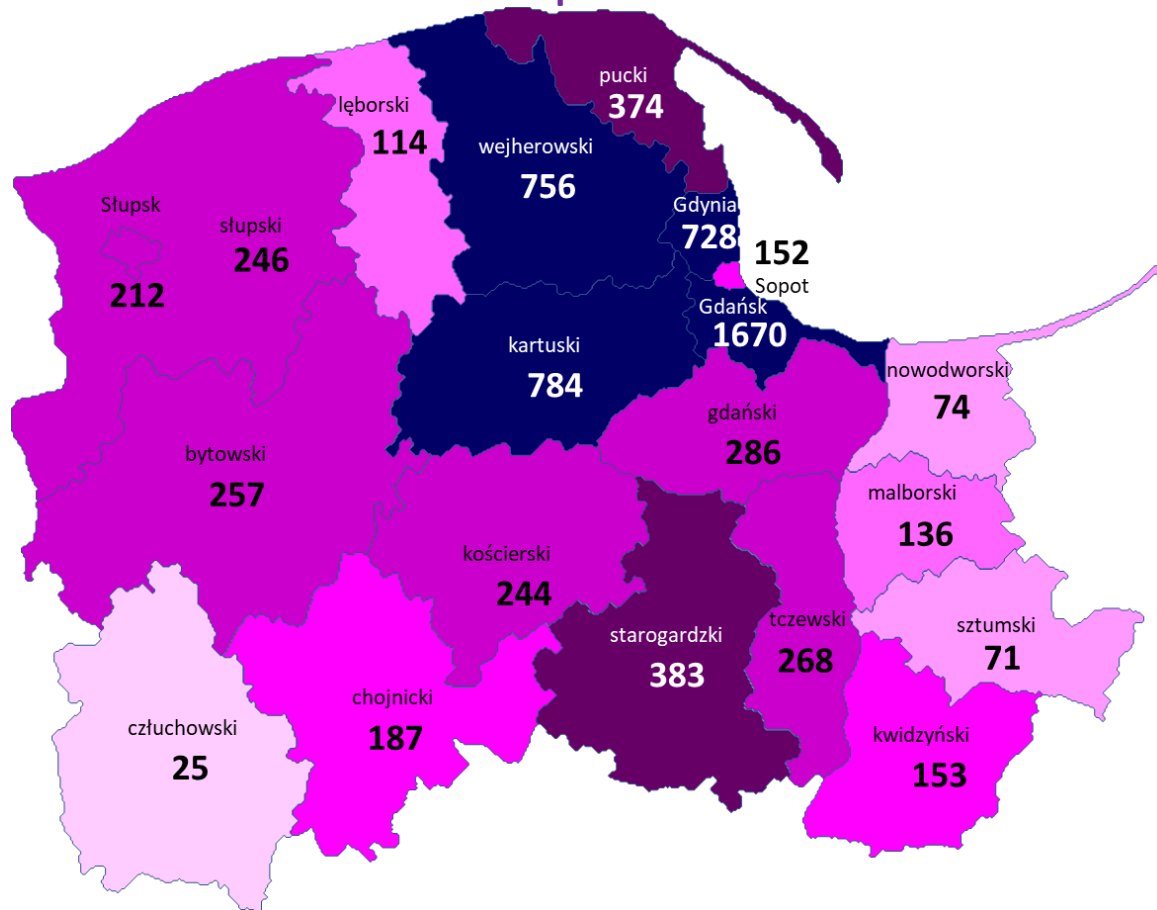 pucki
374
lęborski
114
wejherowski
756
Słupsk
212
słupski
246
Gdynia
728
152
Sopot
Gdańsk
1670
kartuski
784
nowodworski
74
gdański
286
bytowski
257
malborski
136
kościerski
244
starogardzki
383
tczewski
268
sztumski
71
chojnicki
187
człuchowski
25
kwidzyński
153